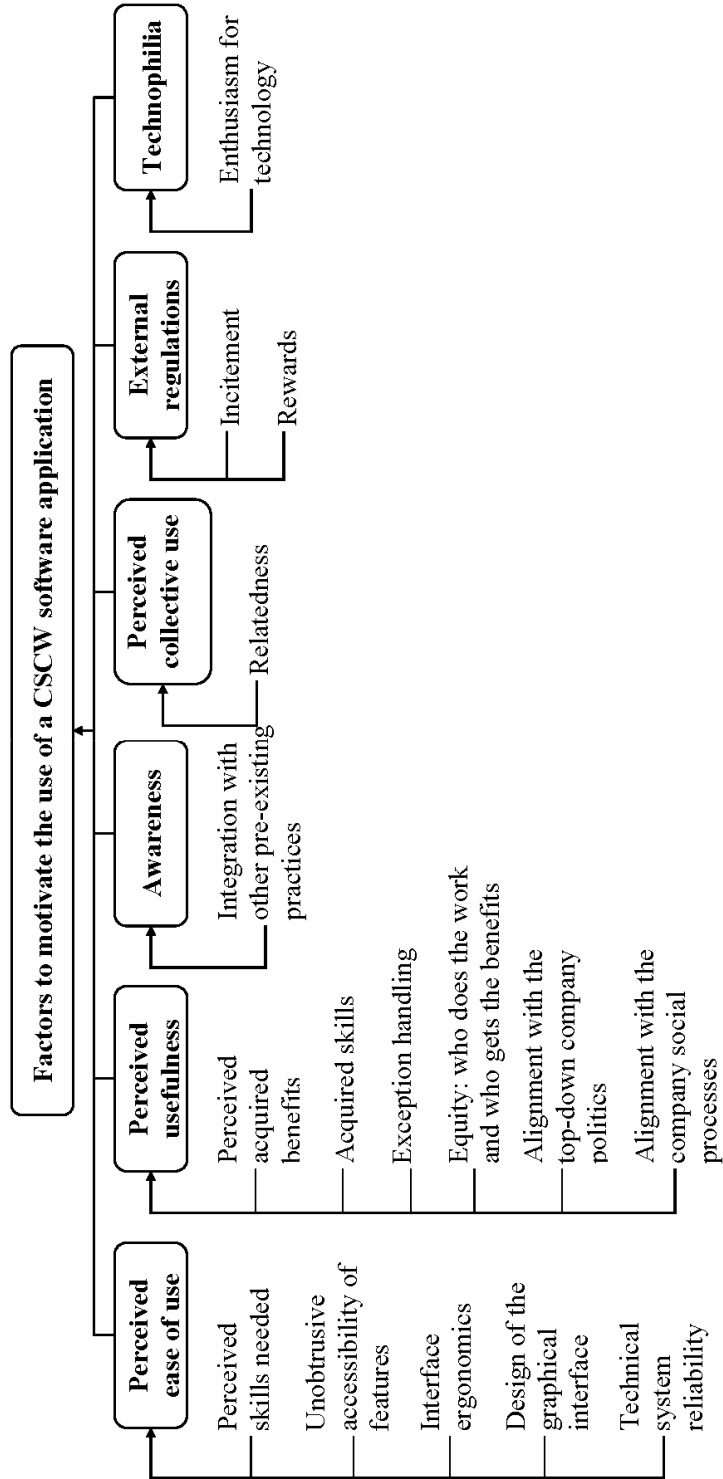 Factors to motivate the use of a CSCW software application
Perceived
ease of use
Perceived
skills needed
Unobtrusive
accessibility of
features
Interface
ergonomics
Design of the
graphical
interface
Technical
system
reliability
Perceived
usefulness
Perceived
acquired
benefits
Acquired skills
Exception handling
Equity: who does the work
and who gets the benefits
Alignment with the
top-down company
politics
Alignment with the
company social
processes
Awareness
Integration with
other pre-existing
practices
Perceived
collective use
Relatedness
External
regulations
Incitement
Rewards
Technophilia
Enthusiasm for
technology